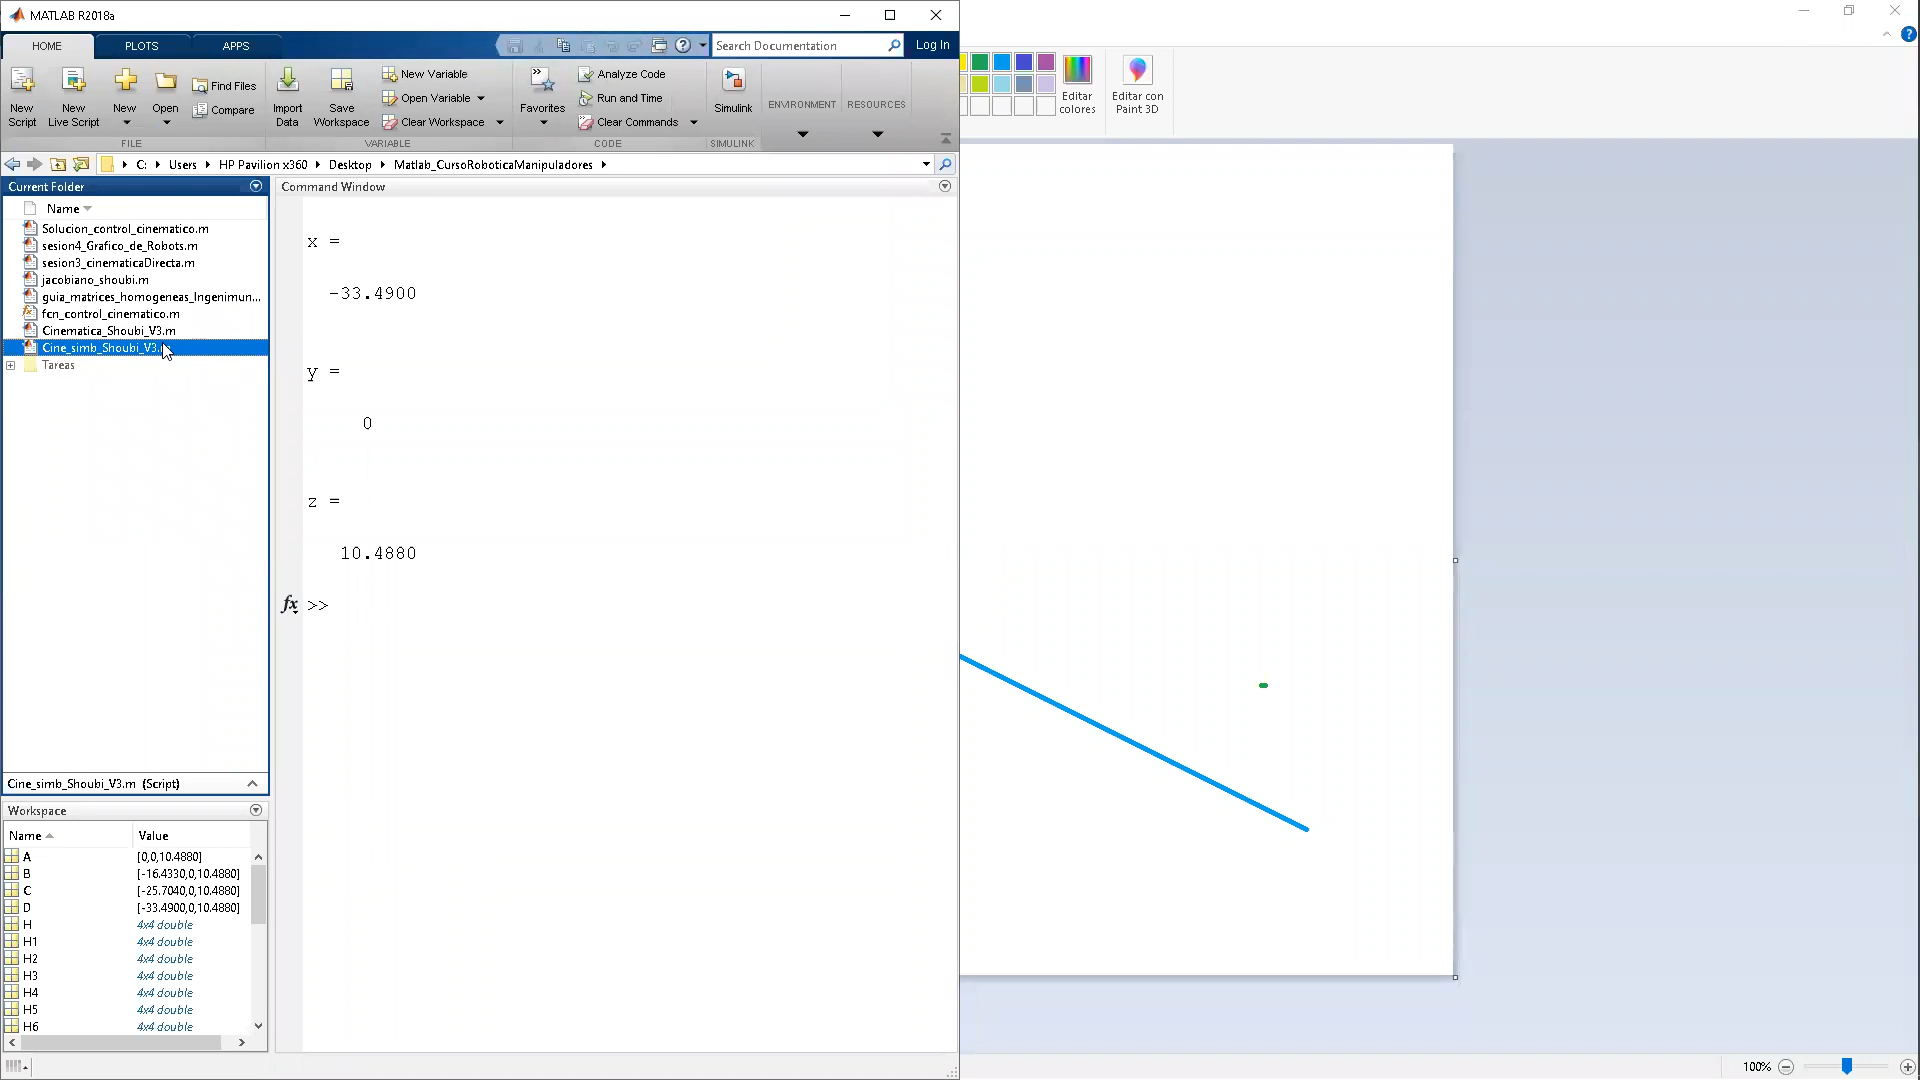 MATLAB R2018a
HOME PLOTS APPS
Search Documentation
Log In
New Script
New Live Script
New
Open
Find Files
Compare
Import Data
Save Workspace
New Variable
Open Variable
Clear Workspace
Favorites
Analyze Code
Run and Time
Clear Commands
Simulink
ENVIRONMENT
RESOURCES
FILE VARIABLE CODE SIMULINK
C: Users HP Pavilion x360 Desktop Matlab_CursoRoboticaManipuladores
Current Folder
Name
Solucion_control_cinematico.m
sesion4_Grafico_de_Robots.m
sesion3_cinematicaDirecta.m
jacobiano_shoubi.m
guia_matrices_homogeneas_Ingenimun...
fcn_control_cinematico.m
Cinematica_Shoubi_V3.m
Cine_simb_Shoubi_V3.m
Tareas
Cine_simb_Shoubi_V3.m (Script)
Workspace
Name Value
A [0,0,10.4880]
B [-16.4330,0,10.4880]
C [-25.7040,0,10.4880]
D [-33.4900,0,10.4880]
H 4x4 double
H1 4x4 double
H2 4x4 double
H3 4x4 double
H4 4x4 double
H5 4x4 double
H6 4x4 double
Command Window
x =
-33.4900
y =
0
z =
10.4880
fx >>
Editar colores
Editar con Paint 3D
100%